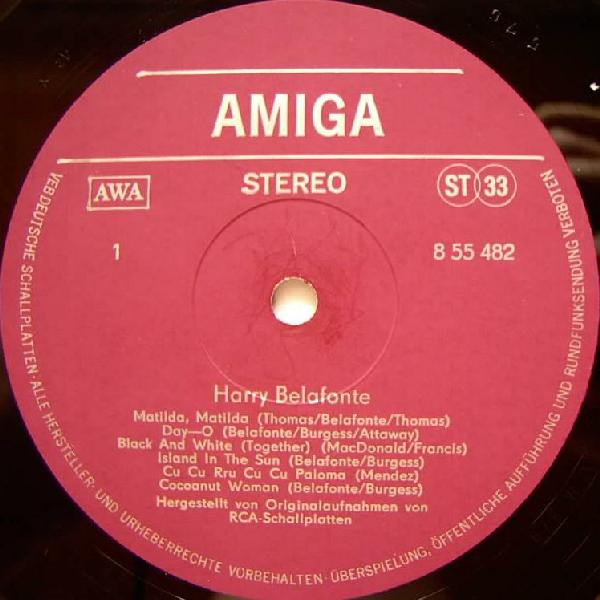 AMIGA
AWA
STEREO
ST 33
1
8 55 482
Harry Belafonte
Matilda, Matilda (Thomas/Belafonte/Thomas)
Day—O (Belafonte/Burgess/Attaway)
Black And White (Together) (MacDonald/Francis)
Island In The Sun (Belafonte/Burgess)
Cu Cu Rru Cu Cu Paloma (Mendez)
Cocoanut Woman (Belafonte/Burgess)
Hergestellt von Originalaufnahmen von
RCA-Schallplatten
VEB DEUTSCHE SCHALLPLATTEN · ALLE HERSTELLER- UND URHEBERRECHTE VORBEHALTEN · ÜBERSPIELUNG, ÖFFENTLICHE AUFFÜHRUNG UND RUNDFUNKSENDUNG VERBOTEN